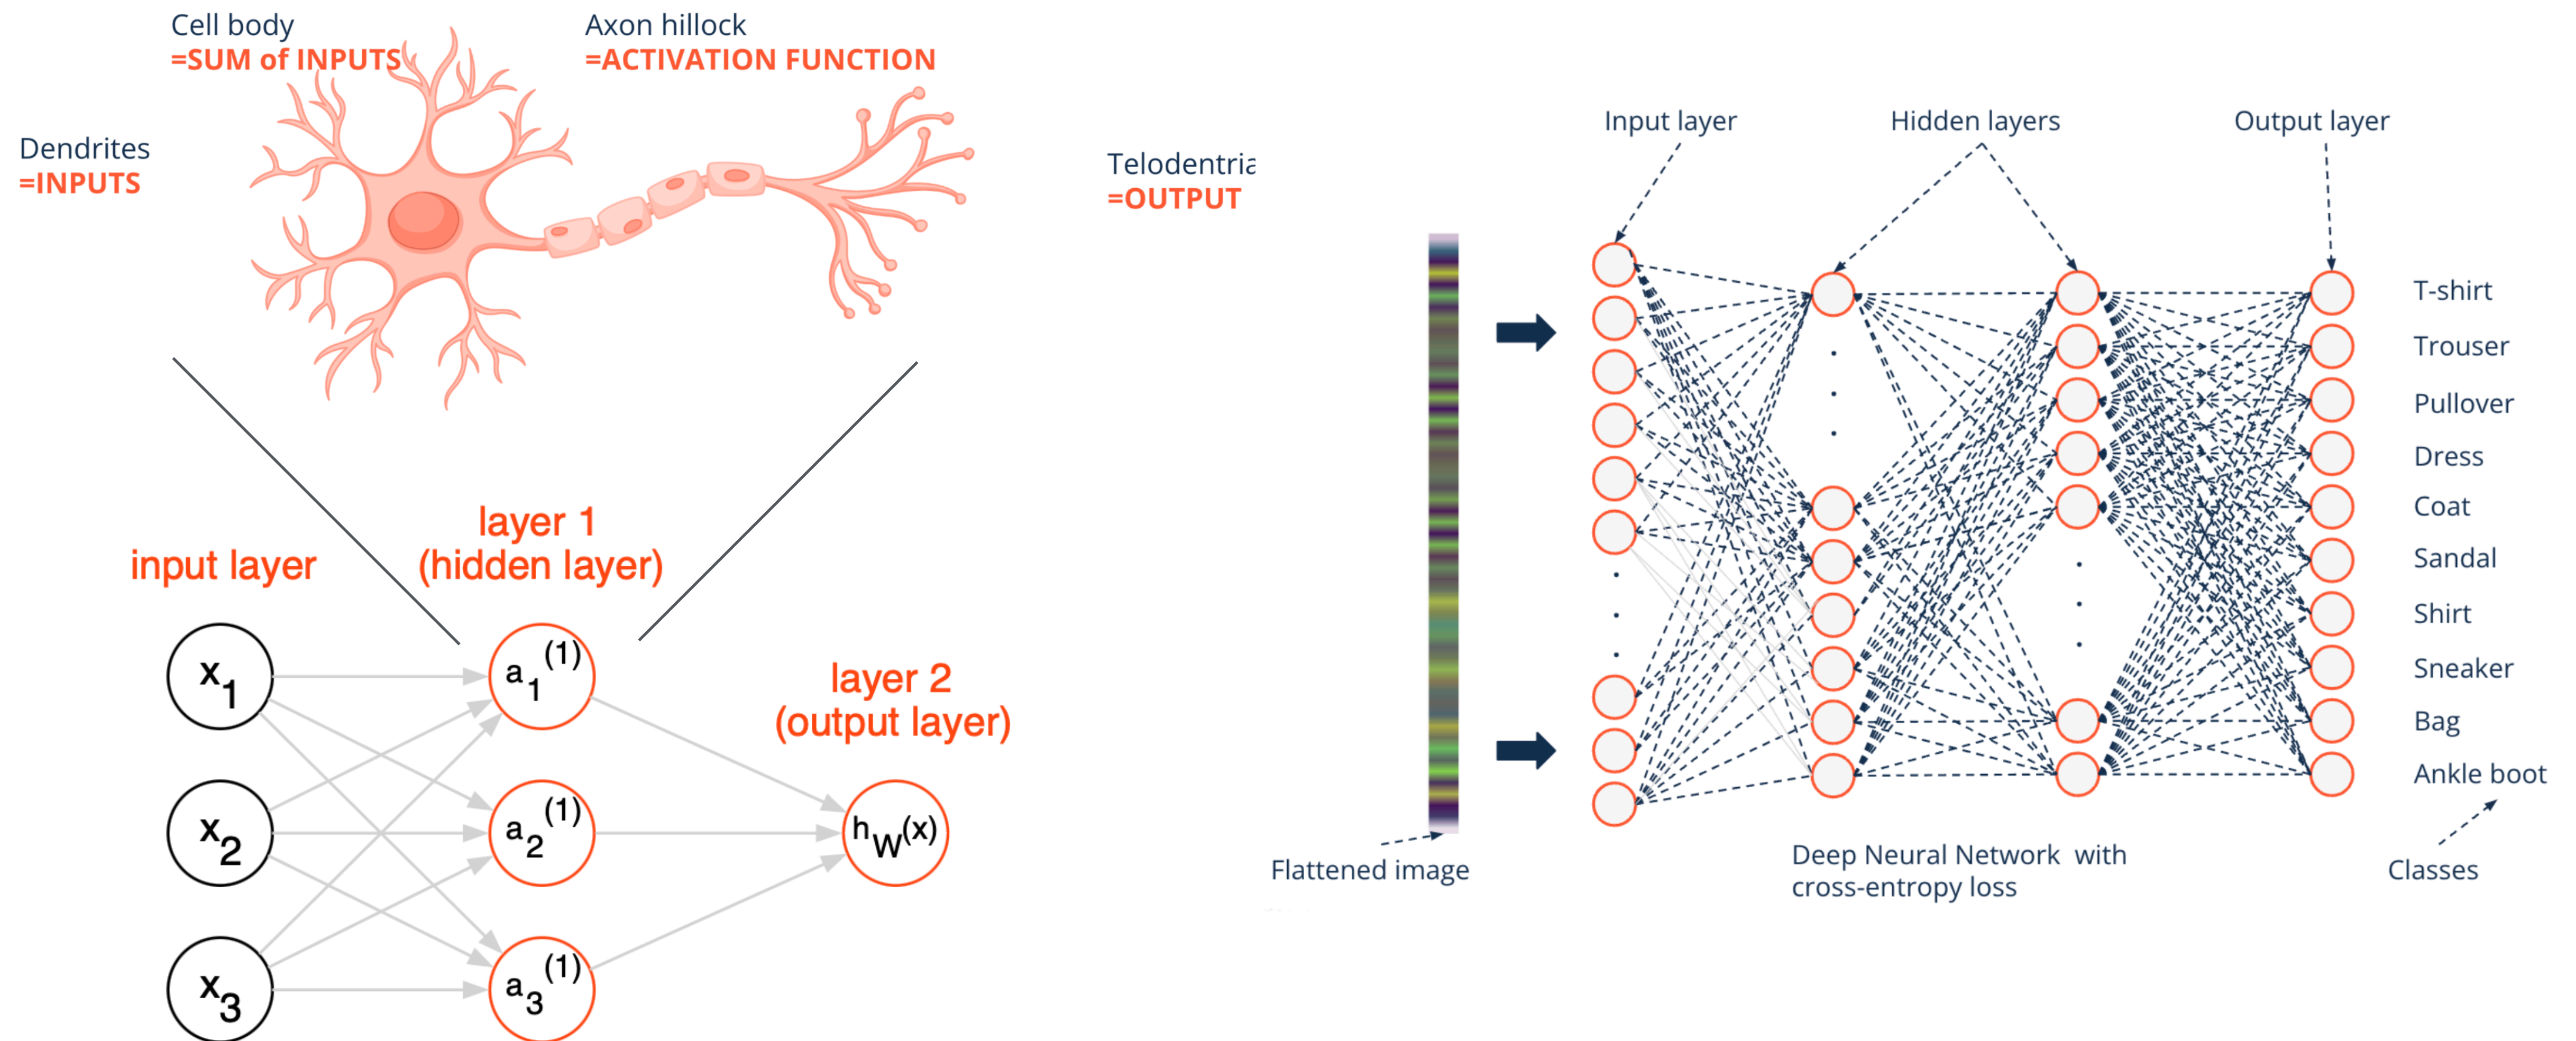 Cell body
=SUM of INPUTS
Axon hillock
=ACTIVATION FUNCTION
Dendrites
=INPUTS
Telodentria
=OUTPUT
input layer
layer 1
(hidden layer)
layer 2
(output layer)
x1
x2
x3
a1(1)
a2(1)
a3(1)
hW(x)
Input layer
Hidden layers
Output layer
T-shirt
Trouser
Pullover
Dress
Coat
Sandal
Shirt
Sneaker
Bag
Ankle boot
Flattened image
Deep Neural Network with
cross-entropy loss
Classes